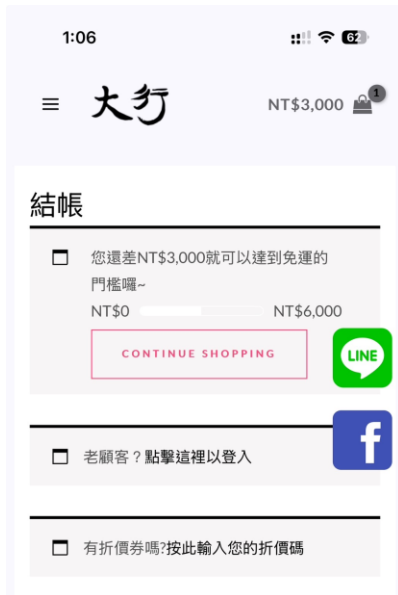 1:06
62
大行
NT$3,000
1
結帳
您還差NT$3,000就可以達到免運的
門檻囉~
NT$0
NT$6,000
CONTINUE SHOPPING
LINE
f
老顧客？點擊這裡以登入
有折價券嗎?按此輸入您的折價碼